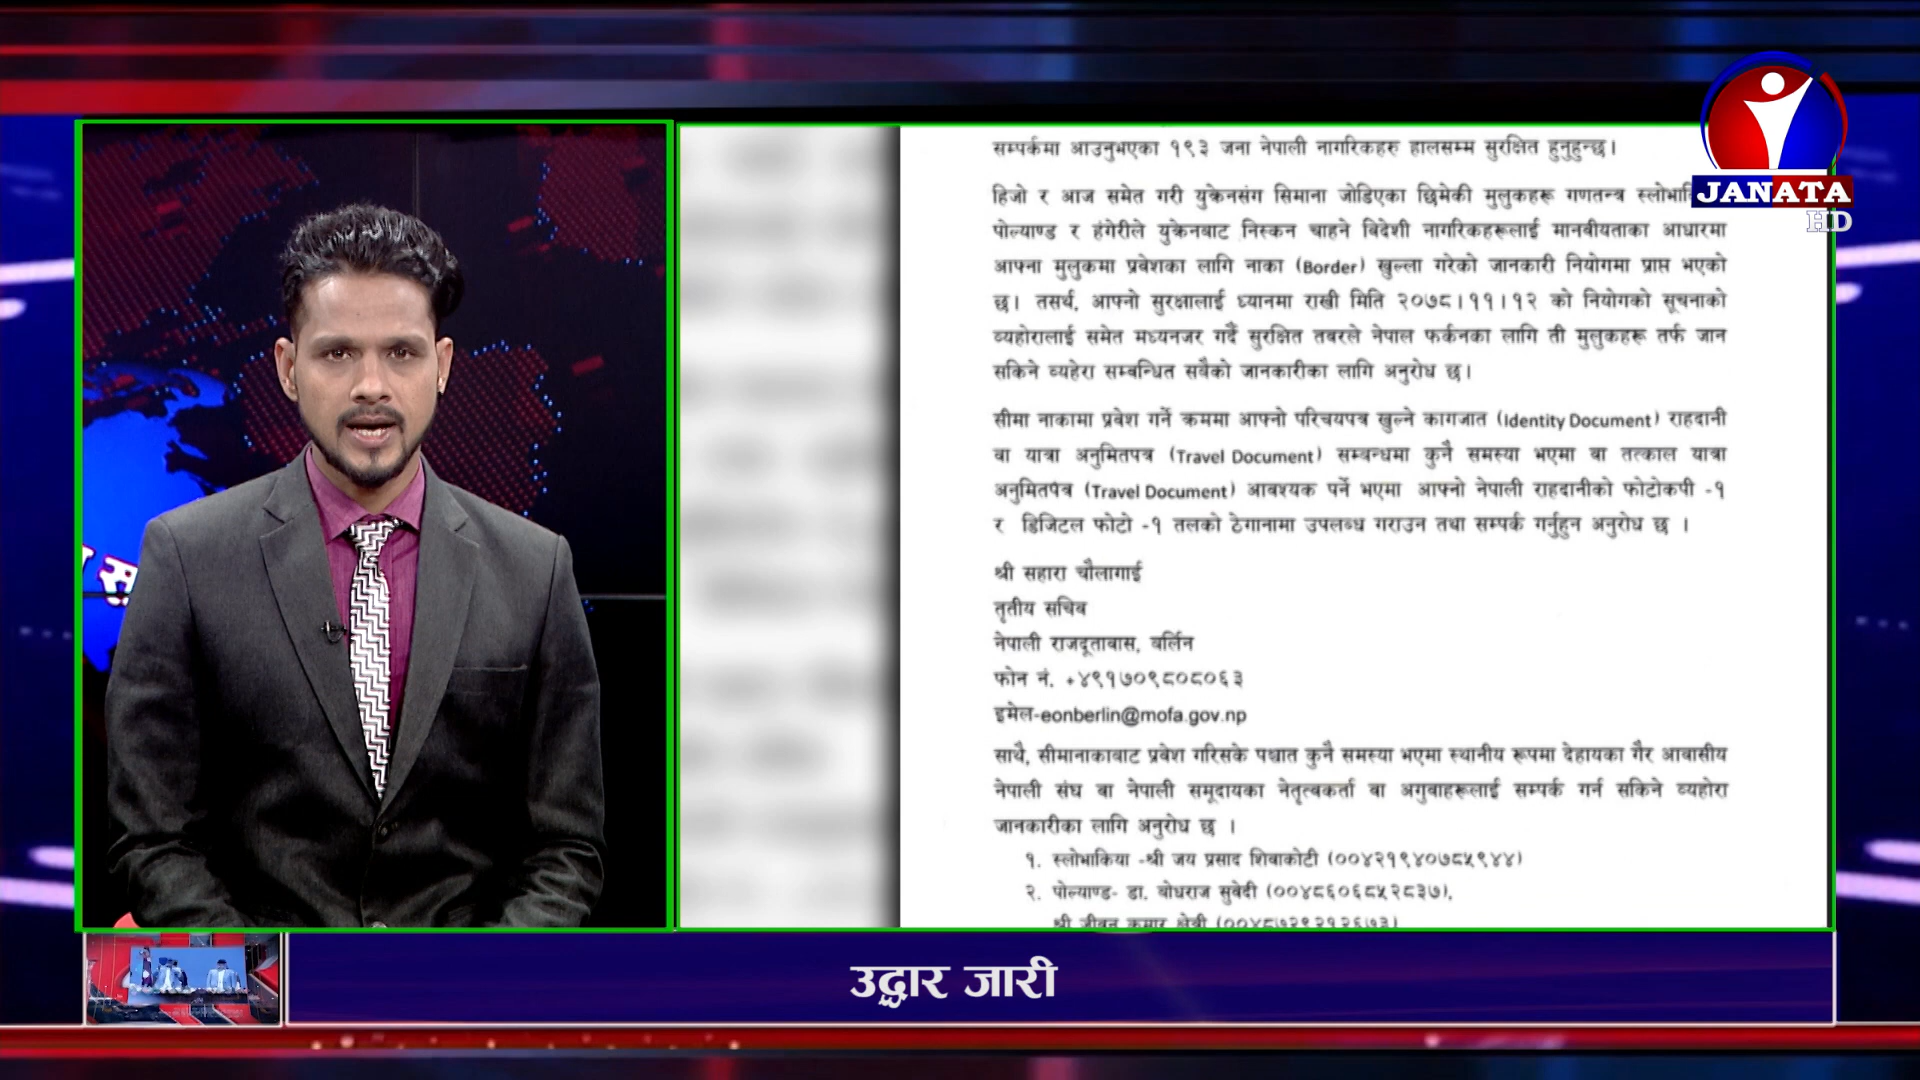 सम्पर्कमा आउनुभएका १९३ जना नेपाली नागरिकहरु हालसम्म सुरक्षित हुनुहुन्छ।
हिजो र आज समेत गरी युक्रेनसंग सिमाना जोडिएका छिमेकी मुलुकहरू गणतन्त्र
पोल्याण्ड र हंगेरीले युक्रेनबाट निस्कन चाहने विदेशी नागरिकहरूलाई मानवीयताका आधारमा
आफ्ना मुलुकमा प्रवेशका लागि नाका (Border) खुल्ला गरेको जानकारी नियोगमा प्राप्त भएको
छ। तसर्थ, आफ्नो सुरक्षालाई ध्यानमा राखी मिति २०७८।११।१२ को नियोगको सूचनाको
व्यहोरालाई समेत मध्यनजर गर्दै सुरक्षित तवरले नेपाल फर्कनका लागि ती मुलुकहरू तर्फ जान
सकिने व्यहेरा सम्बन्धित सबैको जानकारीका लागि अनुरोध छ।
सीमा नाकामा प्रवेश गर्ने क्रममा आफ्नो परिचयपत्र खुल्ने कागजात (Identity Document) राहदानी
वा यात्रा अनुमितपत्र (Travel Document) सम्बन्धमा कुनै समस्या भएमा वा तत्काल यात्रा
अनुमितपत्र (Travel Document) आवश्यक पर्ने भएमा आफ्नो नेपाली राहदानीको फोटोकपी -१
र डिजिटल फोटो -१ तलको ठेगानामा उपलब्ध गराउन तथा सम्पर्क गर्नुहुन अनुरोध छ ।
श्री सहारा चौलागाई
तृतीय सचिव
नेपाली राजदूतावास, बर्लिन
फोन नं. +४९१७०९८०८०६३
इमेल-eonberlin@mofa.gov.np
साथै, सीमानाकाबाट प्रवेश गरिसके पश्चात कुनै समस्या भएमा स्थानीय रूपमा देहायका गैर आवासीय
नेपाली संघ वा नेपाली समूदायका नेतृत्वकर्ता वा अगुवाहरूलाई सम्पर्क गर्न सकिने व्यहोरा
जानकारीका लागि अनुरोध छ ।
१. स्लोभाकिया -श्री जय प्रसाद शिवाकोटी (००४२१९४०७८५९४४)
२. पोल्याण्ड- डा. बोधराज सुवेदी (००४८६०६८५२८३७),
श्री जीवन कुमार क्षेत्री
JANATA
HD
उद्धार जारी